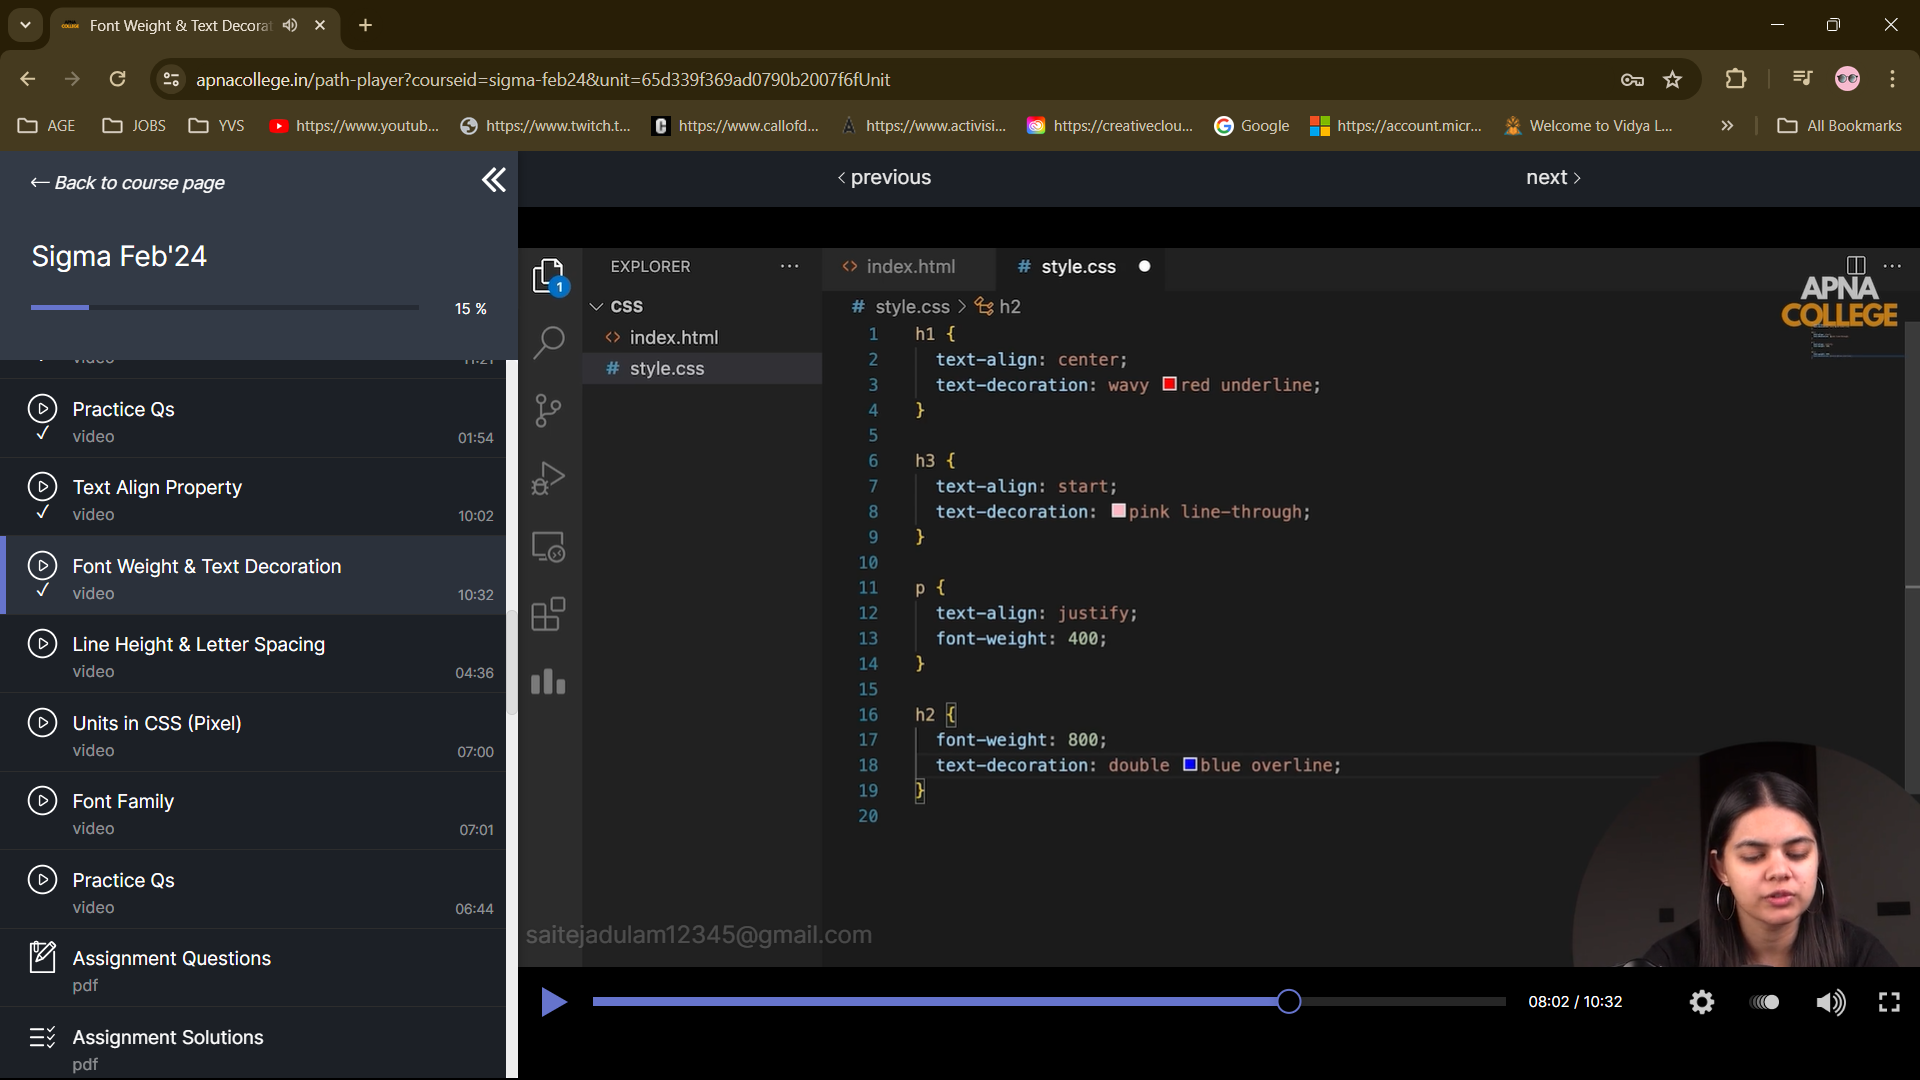 Font Weight & Text Decorat
apnacollege.in/path-player?courseid=sigma-feb24&unit=65d339f369ad0790b2007f6fUnit
AGE
JOBS
YVS
https://www.youtub...
https://www.twitch.t...
https://www.callofd...
https://www.activisi...
https://creativeclou...
Google
https://account.micr...
Welcome to Vidya L...
All Bookmarks
← Back to course page
‹ previous
next ›
Sigma Feb'24
15 %
video
11:21
Practice Qs
video
01:54
Text Align Property
video
10:02
Font Weight & Text Decoration
video
10:32
Line Height & Letter Spacing
video
04:36
Units in CSS (Pixel)
video
07:00
Font Family
video
07:01
Practice Qs
video
06:44
Assignment Questions
pdf
Assignment Solutions
pdf
1
EXPLORER
CSS
<> index.html
# style.css
<> index.html
# style.css
# style.css > h2
APNA
COLLEGE
1 h1 {
2 text-align: center;
3 text-decoration: wavy red underline;
4 }
5
6 h3 {
7 text-align: start;
8 text-decoration: pink line-through;
9 }
10
11 p {
12 text-align: justify;
13 font-weight: 400;
14 }
15
16 h2 {
17 font-weight: 800;
18 text-decoration: double blue overline;
19 }
20
saitejadulam12345@gmail.com
08:02 / 10:32